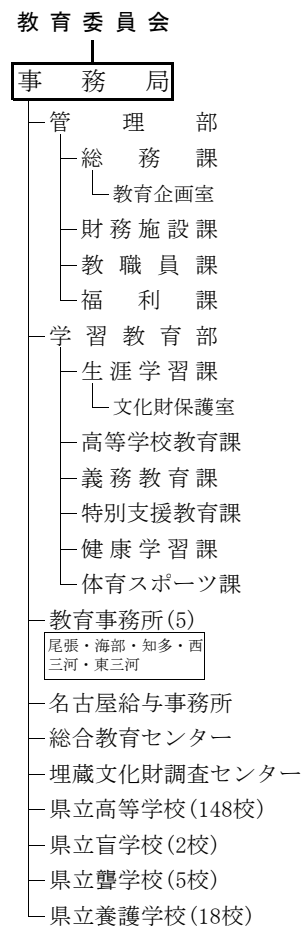 教育委員会
事務局
管理部
総務課
教育企画室
財務施設課
教職員課
福利課
学習教育部
生涯学習課
文化財保護室
高等学校教育課
義務教育課
特別支援教育課
健康学習課
体育スポーツ課
教育事務所(5)
尾張・海部・知多・西
三河・東三河
名古屋給与事務所
総合教育センター
埋蔵文化財調査センター
県立高等学校(148校)
県立盲学校(2校)
県立聾学校(5校)
県立養護学校(18校)